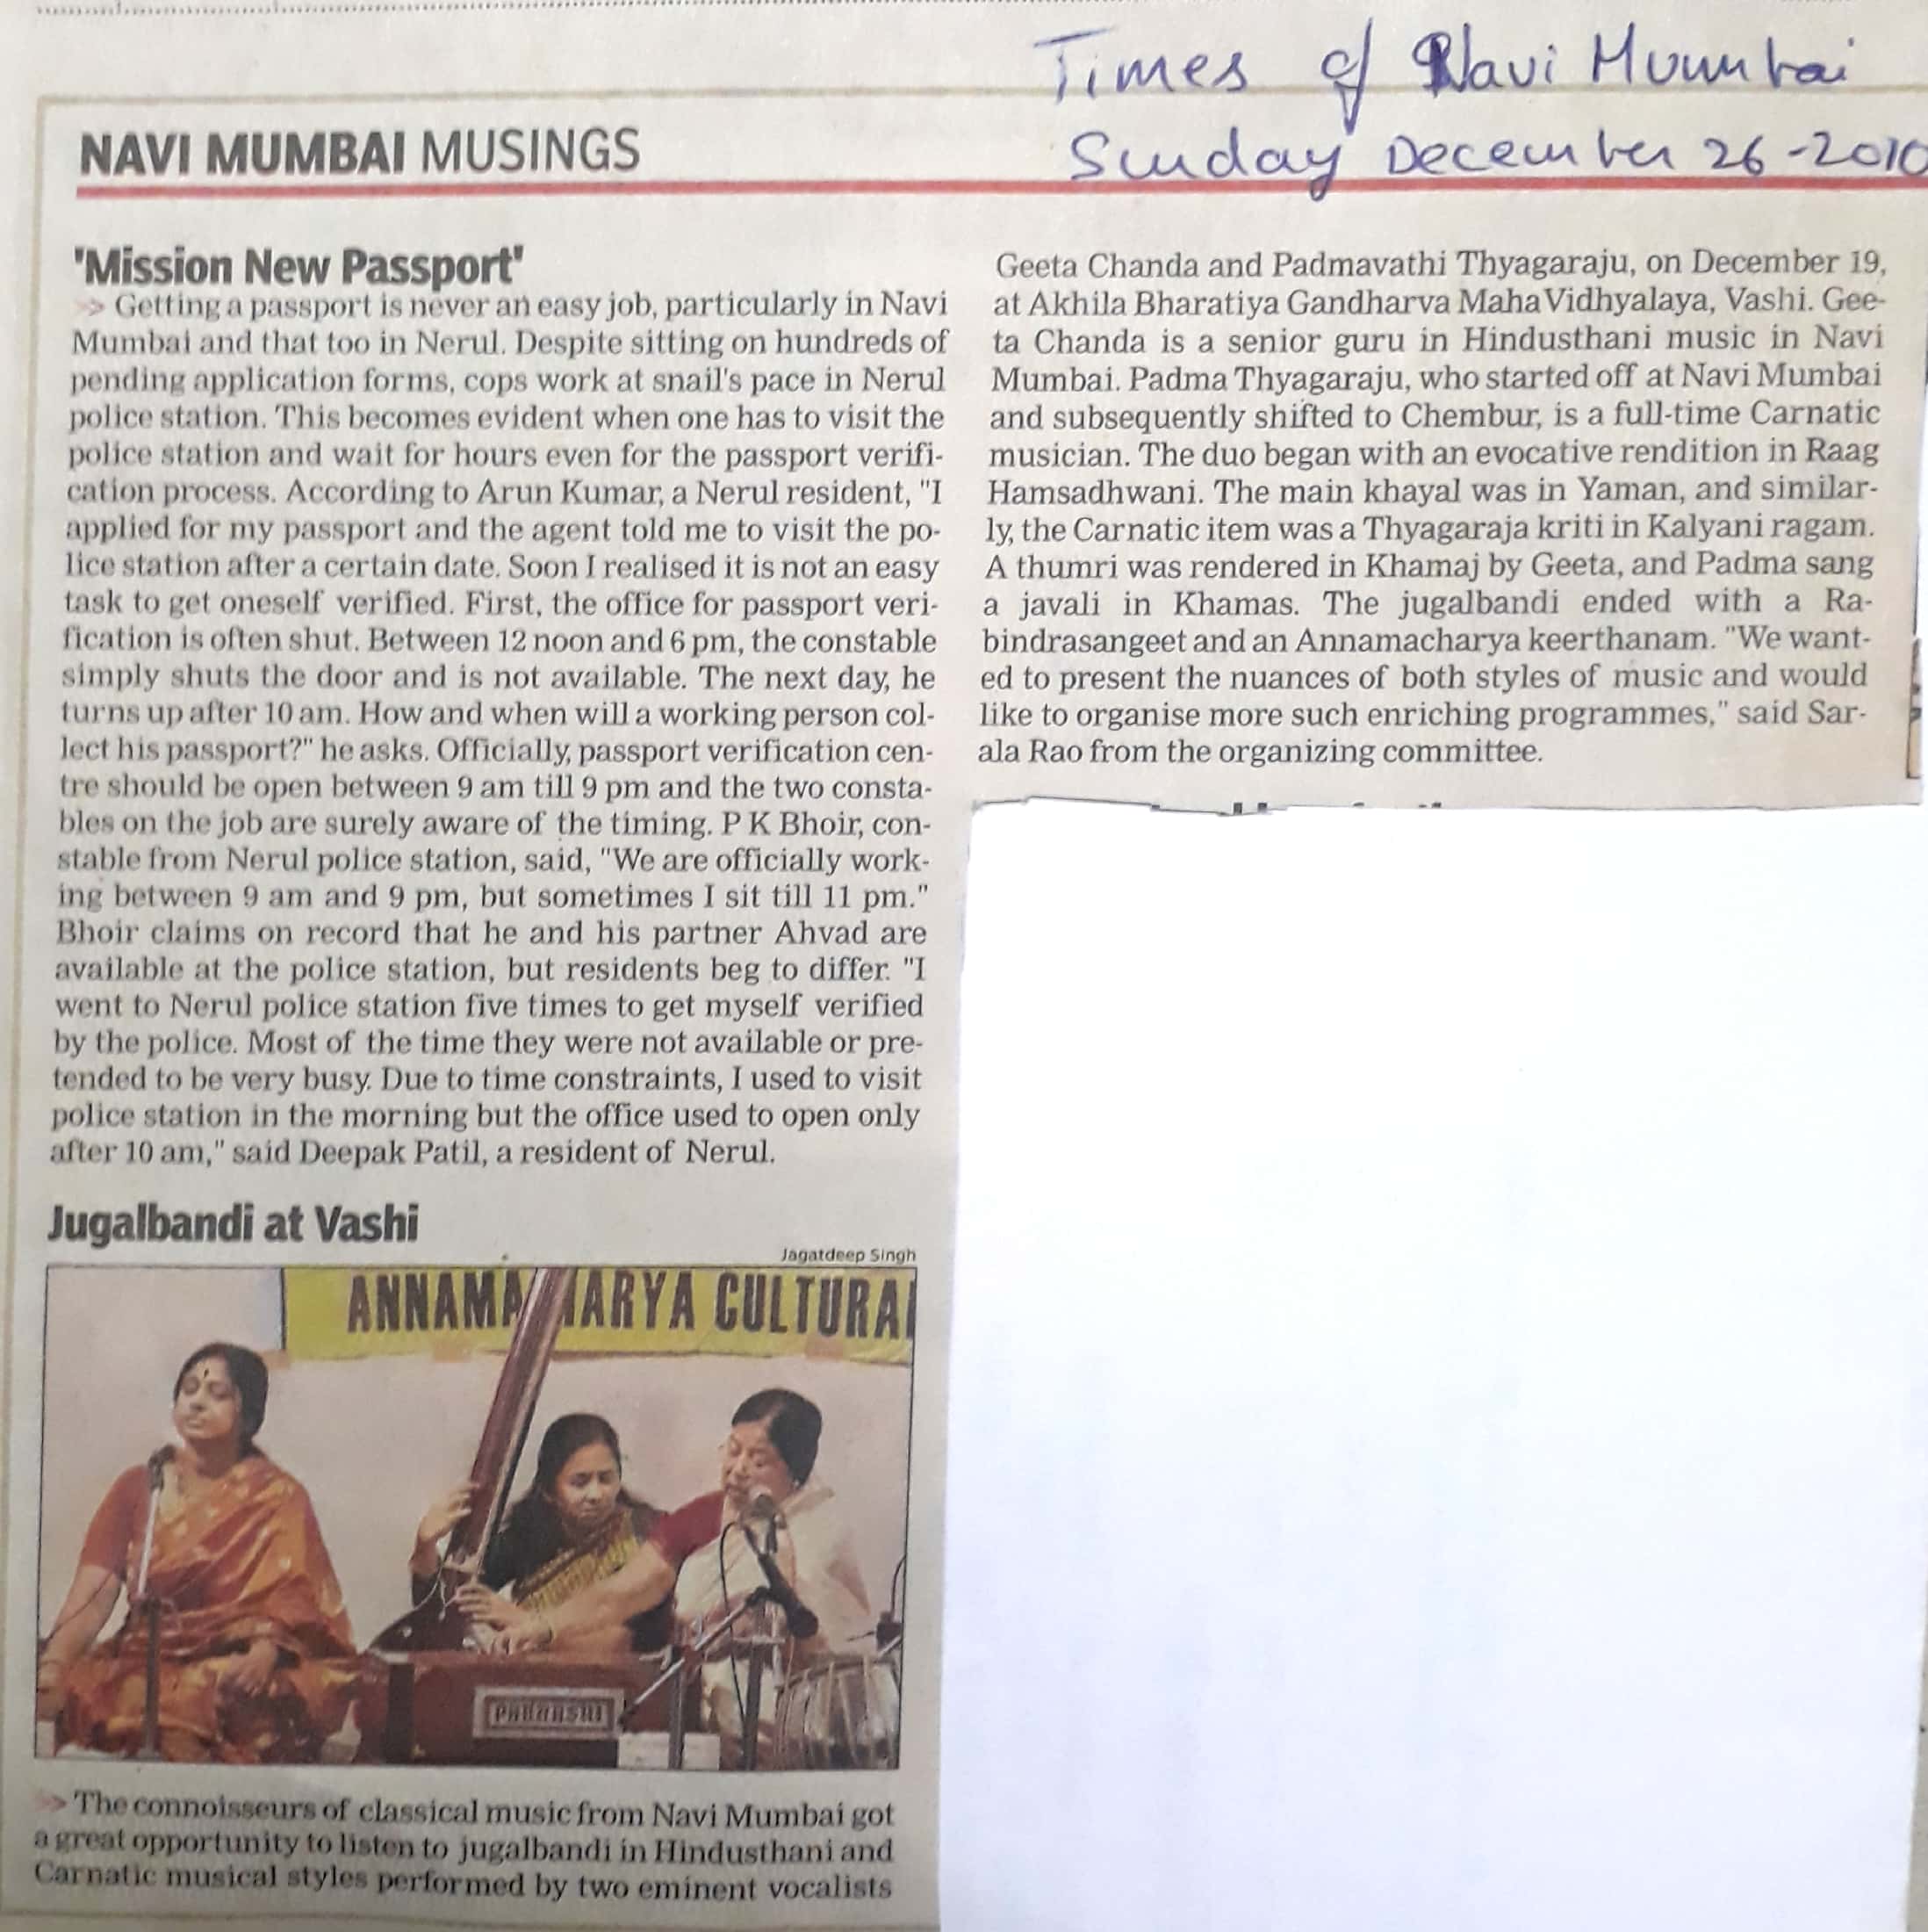 Times of Navi Mumbai
Sunday December 26-2010
NAVI MUMBAI MUSINGS
'Mission New Passport'
>> Getting a passport is never an easy job, particularly in Navi
Mumbai and that too in Nerul. Despite sitting on hundreds of
pending application forms, cops work at snail's pace in Nerul
police station. This becomes evident when one has to visit the
police station and wait for hours even for the passport verifi-
cation process. According to Arun Kumar, a Nerul resident, "I
applied for my passport and the agent told me to visit the po-
lice station after a certain date. Soon I realised it is not an easy
task to get oneself verified. First, the office for passport veri-
fication is often shut. Between 12 noon and 6 pm, the constable
simply shuts the door and is not available. The next day, he
turns up after 10 am. How and when will a working person col-
lect his passport?" he asks. Officially, passport verification cen-
tre should be open between 9 am till 9 pm and the two consta-
bles on the job are surely aware of the timing. P K Bhoir, con-
stable from Nerul police station, said, "We are officially work-
ing between 9 am and 9 pm, but sometimes I sit till 11 pm."
Bhoir claims on record that he and his partner Ahvad are
available at the police station, but residents beg to differ. "I
went to Nerul police station five times to get myself verified
by the police. Most of the time they were not available or pre-
tended to be very busy. Due to time constraints, I used to visit
police station in the morning but the office used to open only
after 10 am," said Deepak Patil, a resident of Nerul.
Jugalbandi at Vashi
Jagatdeep Singh
ANNAMA HARYA CULTURAL
PAKRASHI
>> The connoisseurs of classical music from Navi Mumbai got
a great opportunity to listen to jugalbandi in Hindusthani and
Carnatic musical styles performed by two eminent vocalists
Geeta Chanda and Padmavathi Thyagaraju, on December 19,
at Akhila Bharatiya Gandharva Maha Vidhyalaya, Vashi. Gee-
ta Chanda is a senior guru in Hindusthani music in Navi
Mumbai. Padma Thyagaraju, who started off at Navi Mumbai
and subsequently shifted to Chembur, is a full-time Carnatic
musician. The duo began with an evocative rendition in Raag
Hamsadhwani. The main khayal was in Yaman, and similar-
ly, the Carnatic item was a Thyagaraja kriti in Kalyani ragam.
A thumri was rendered in Khamaj by Geeta, and Padma sang
a javali in Khamas. The jugalbandi ended with a Ra-
bindrasangeet and an Annamacharya keerthanam. "We want-
ed to present the nuances of both styles of music and would
like to organise more such enriching programmes," said Sar-
ala Rao from the organizing committee.